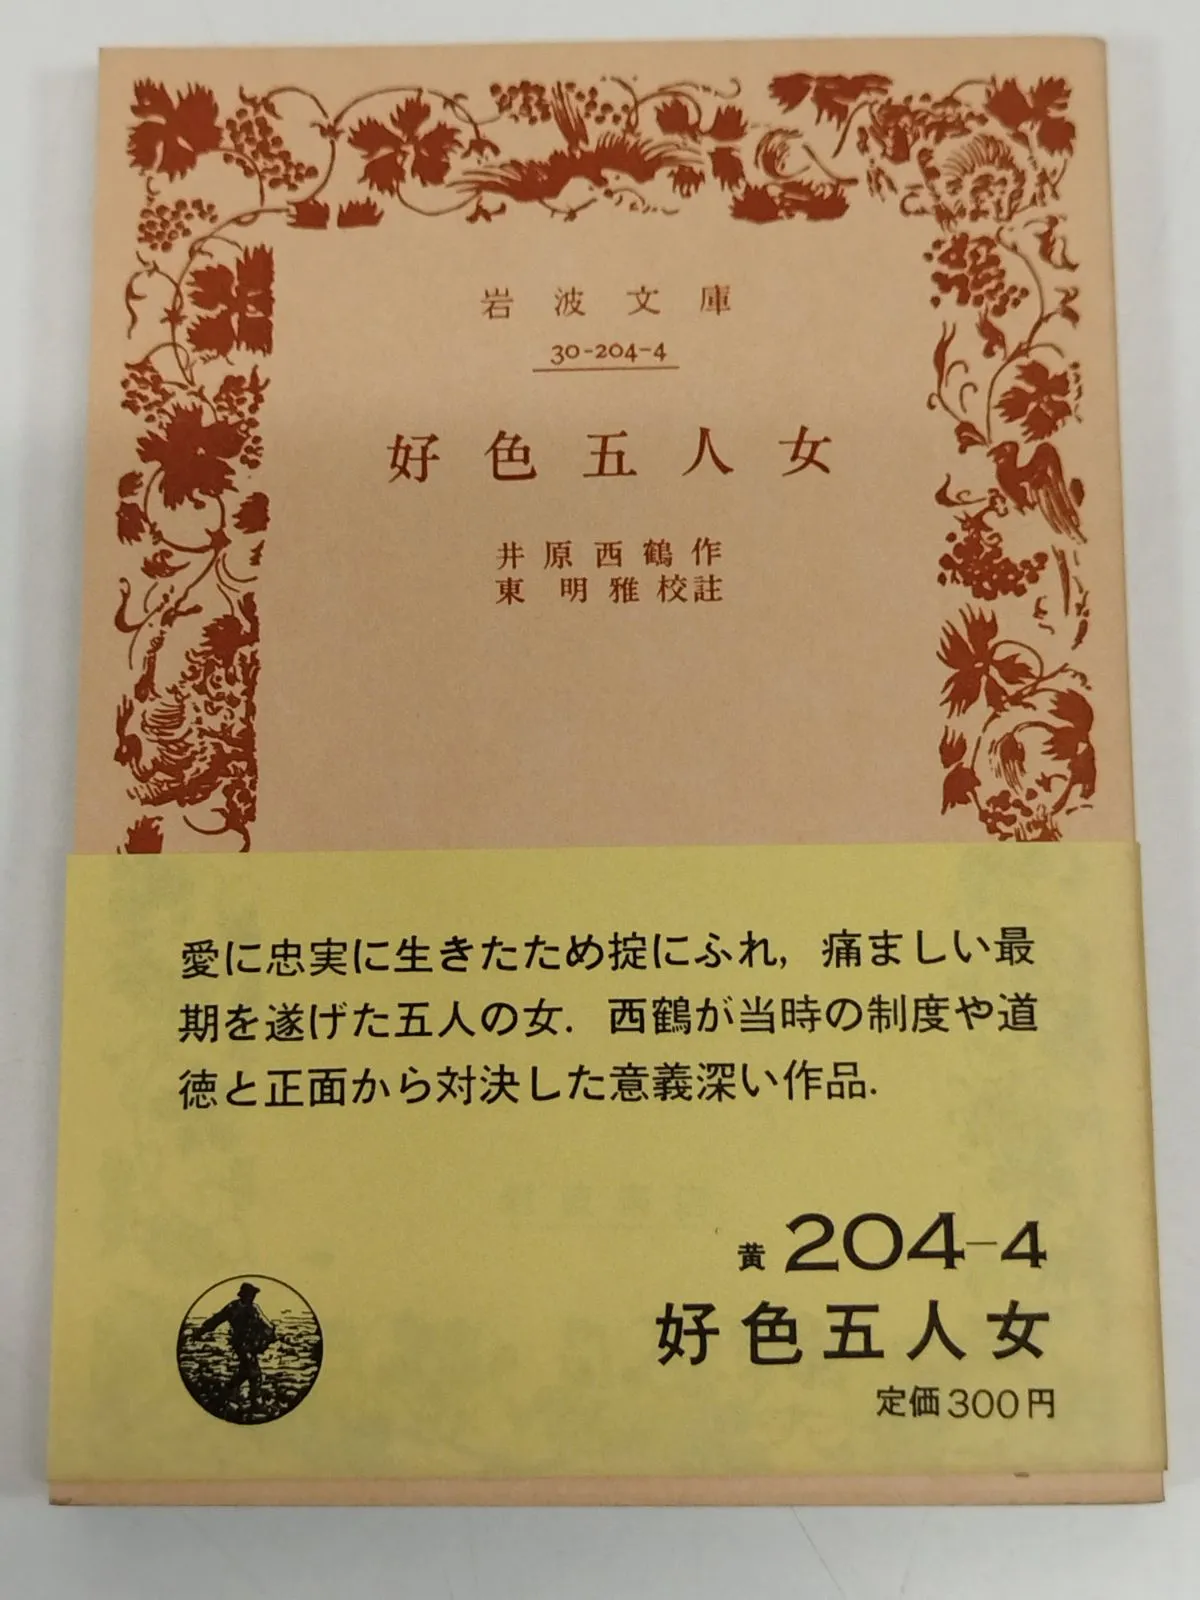 岩波文庫
30-204-4
好色五人女
井原西鶴作
東 明雅校註
愛に忠実に生きたため掟にふれ，痛ましい最
期を遂げた五人の女．西鶴が当時の制度や道
徳と正面から対決した意義深い作品．
黄 204-4
好色五人女
定価300円